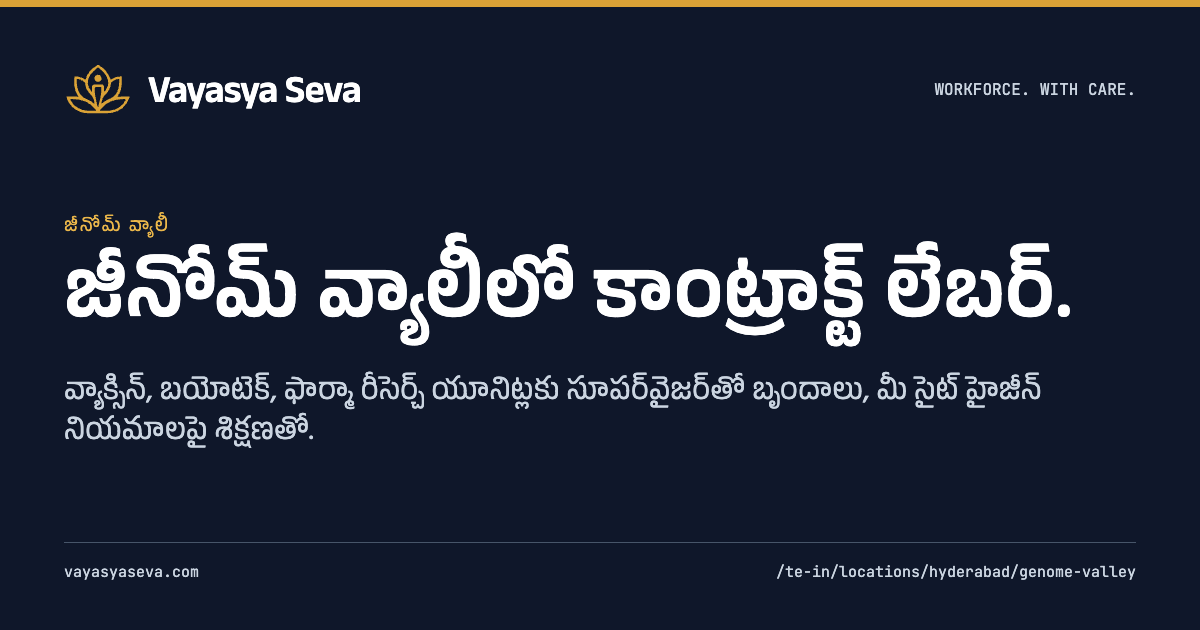 Vayasya Seva
WORKFORCE. WITH CARE.
జీనోమ్ వ్యాలీ
జీనోమ్ వ్యాలీలో కాంట్రాక్ట్ లేబర్.
వ్యాక్సిన్, బయోటెక్, ఫార్మా రీసెర్చ్ యూనిట్లకు సూపర్‌వైజర్‌తో బృందాలు, మీ సైట్ హైజీన్
నియమాలపై శిక్షణతో.
vayasyaseva.com
/te-in/locations/hyderabad/genome-valley